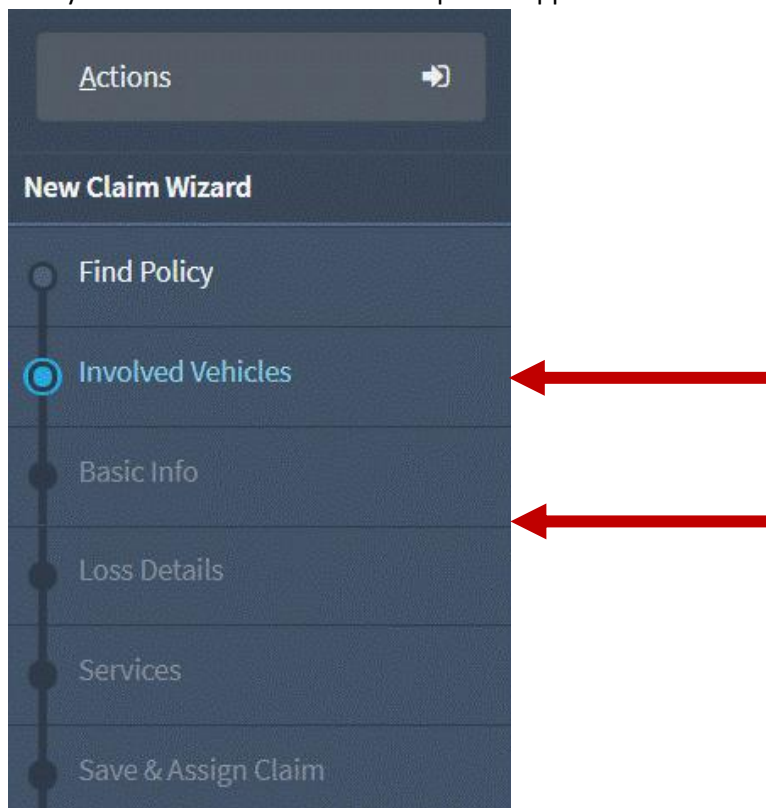 Actions
New Claim Wizard
Find Policy
Involved Vehicles
Basic Info
Loss Details
Services
Save & Assign Claim